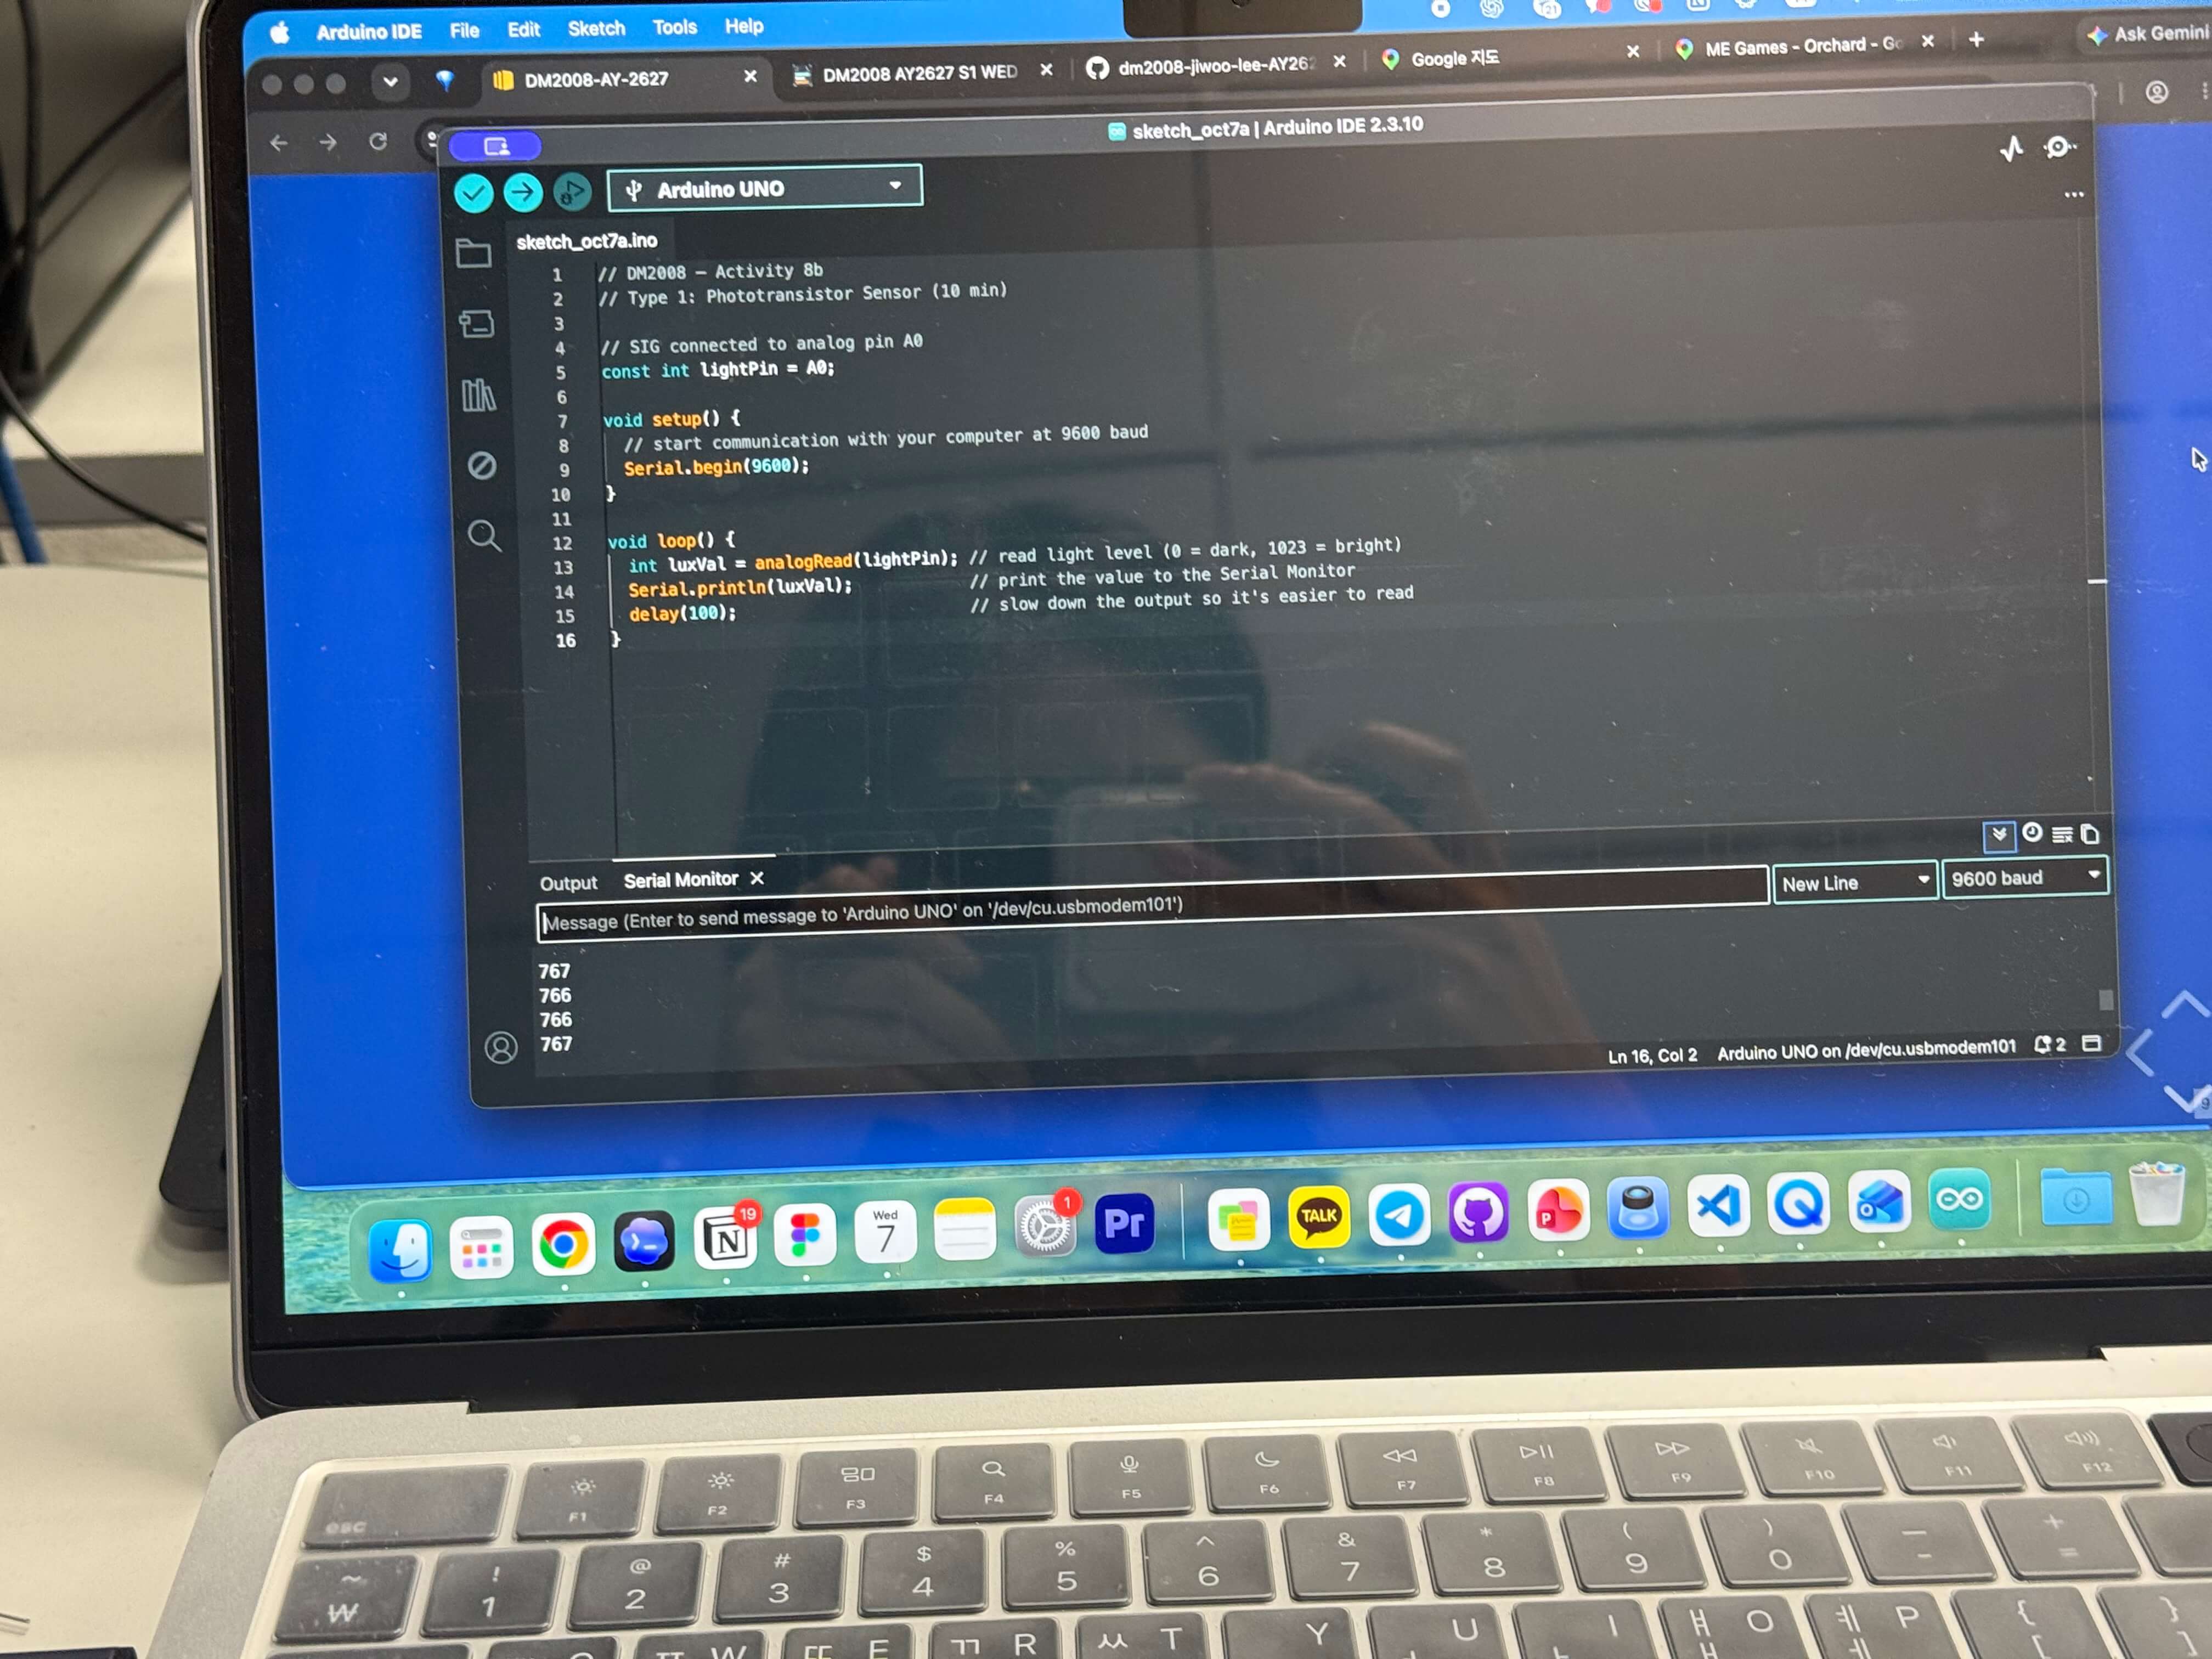 Arduino IDE File Edit Sketch Tools Help
DM2008-AY-2627 DM2008 AY2627 S1 WED dm2008-jiwoo-lee-AY262 Google 지도 ME Games - Orchard - Go Ask Gemini
sketch_oct7a | Arduino IDE 2.3.10
Arduino UNO
sketch_oct7a.ino
1 // DM2008 — Activity 8b
2 // Type 1: Phototransistor Sensor (10 min)
3
4 // SIG connected to analog pin A0
5 const int lightPin = A0;
6
7 void setup() {
8 // start communication with your computer at 9600 baud
9 Serial.begin(9600);
10 }
11
12 void loop() {
13 int luxVal = analogRead(lightPin); // read light level (0 = dark, 1023 = bright)
14 Serial.println(luxVal); // print the value to the Serial Monitor
15 delay(100); // slow down the output so it's easier to read
16 }
Output Serial Monitor
Message (Enter to send message to 'Arduino UNO' on '/dev/cu.usbmodem101') New Line 9600 baud
767
766
766
767
Ln 16, Col 2 Arduino UNO on /dev/cu.usbmodem101 2
19 Wed 7 1 Pr TALK P
esc F1 F2 F3 F4 F5 F6 F7 F8 F9 F10 F11 F12
~ ₩ ! 1 @ 2 # 3 $ 4 % 5 ^ 6 & 7 * 8 ( 9 ) 0 — - + =
W ㄸ E ㄲ R ㅆ T Y U I ㅒ ㅐ O ㅖ ㅔ P { [ } ]